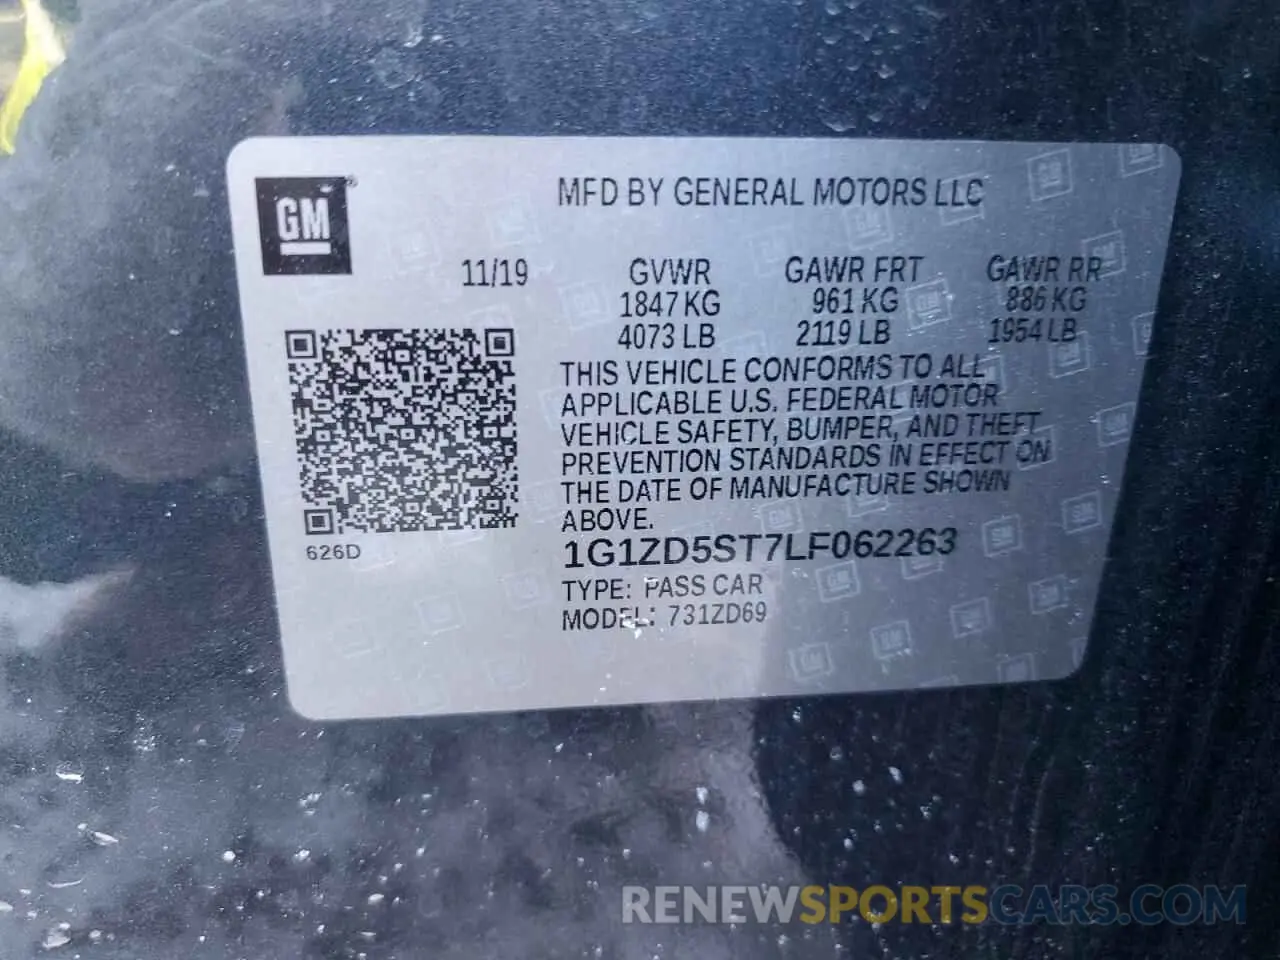 GM
MFD BY GENERAL MOTORS LLC
11/19 GVWR GAWR FRT GAWR RR
1847 KG 961 KG 886 KG
4073 LB 2119 LB 1954 LB
THIS VEHICLE CONFORMS TO ALL
APPLICABLE U.S. FEDERAL MOTOR
VEHICLE SAFETY, BUMPER, AND THEFT
PREVENTION STANDARDS IN EFFECT ON
THE DATE OF MANUFACTURE SHOWN
ABOVE.
626D
1G1ZD5ST7LF062263
TYPE: PASS CAR
MODEL: 731ZD69
RENEWSPORTSCARS.COM